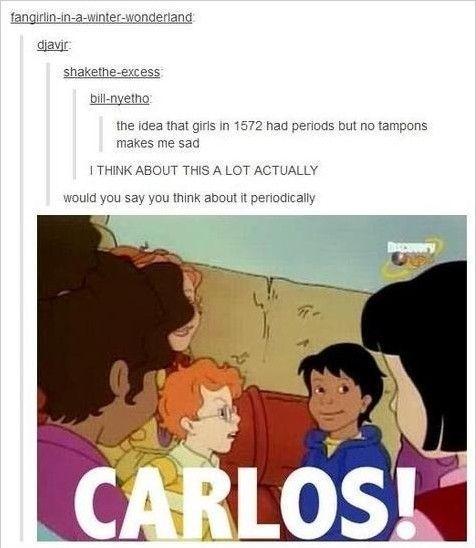 fangirlin-in-a-winter-wonderland:
djavjr:
shakethe-excess:
bill-nyetho:
the idea that girls in 1572 had periods but no tampons
makes me sad
I THINK ABOUT THIS A LOT ACTUALLY
would you say you think about it periodically
CARLOS!